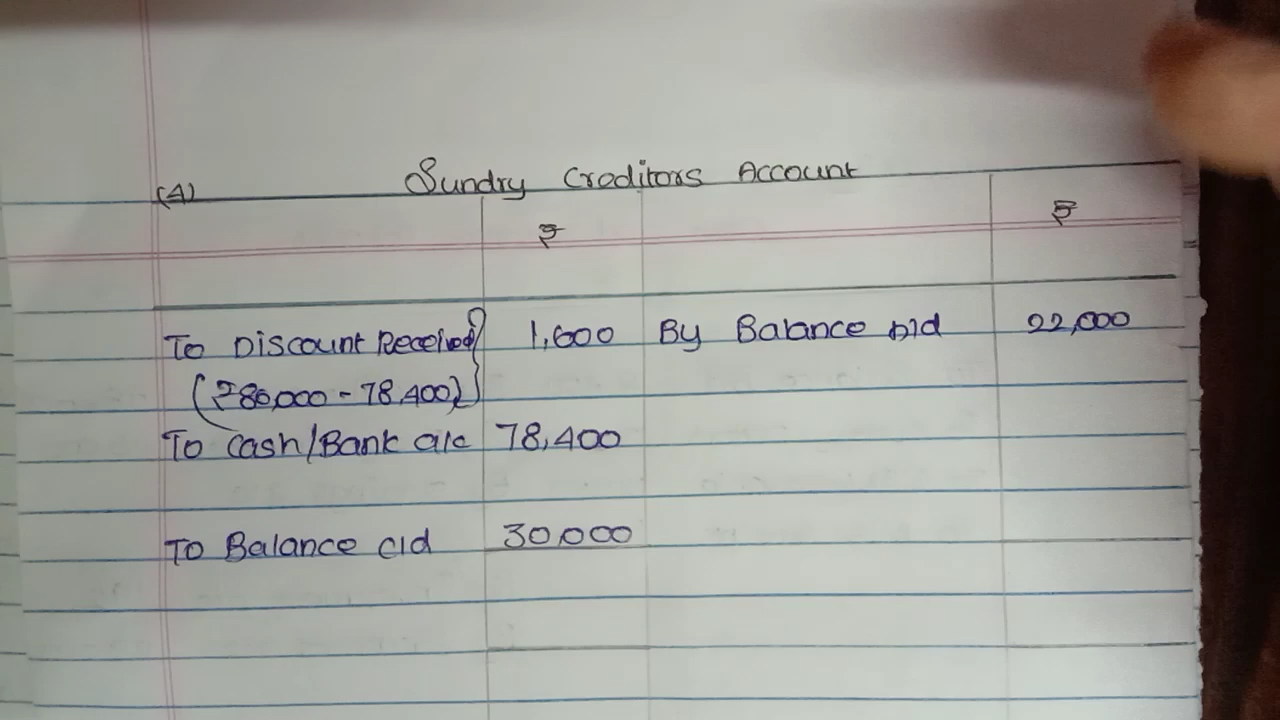 (4) Sundry Creditors Account
₹ ₹
To Discount Received 1,600 By Balance b/d 22,000
(₹80,000 - 78,400)
To Cash/Bank a/c 78,400
To Balance c/d 30,000